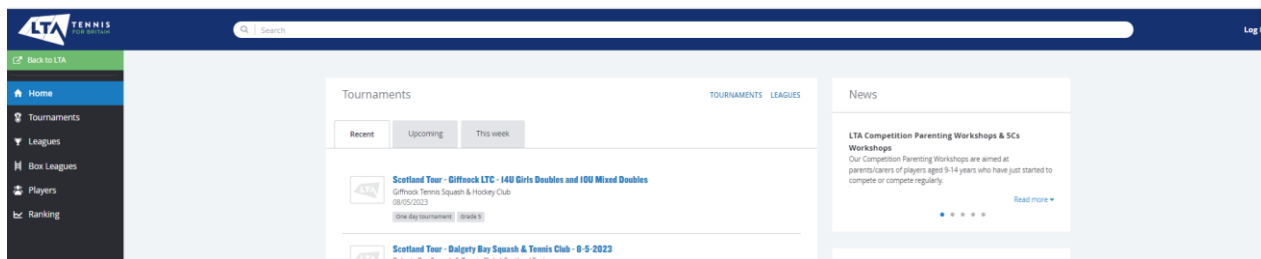 LTA TENNIS
FOR BRITAIN
Search
Log
Back to LTA
Home
Tournaments
Leagues
Box Leagues
Players
Ranking
Tournaments
TOURNAMENTS LEAGUES
Recent Upcoming This week
LTA
Scotland Tour - Giffnock LTC - 14U Girls Doubles and 10U Mixed Doubles
Giffnock Tennis Squash & Hockey Club
08/05/2023
One day tournament Grade 5
LTA
Scotland Tour - Dalgety Bay Squash & Tennis Club - 8-5-2023
News
LTA Competition Parenting Workshops & 5Cs
Workshops
Our Competition Parenting Workshops are aimed at
parents/carers of players aged 9-14 years who have just started to
compete or compete regularly.
Read more